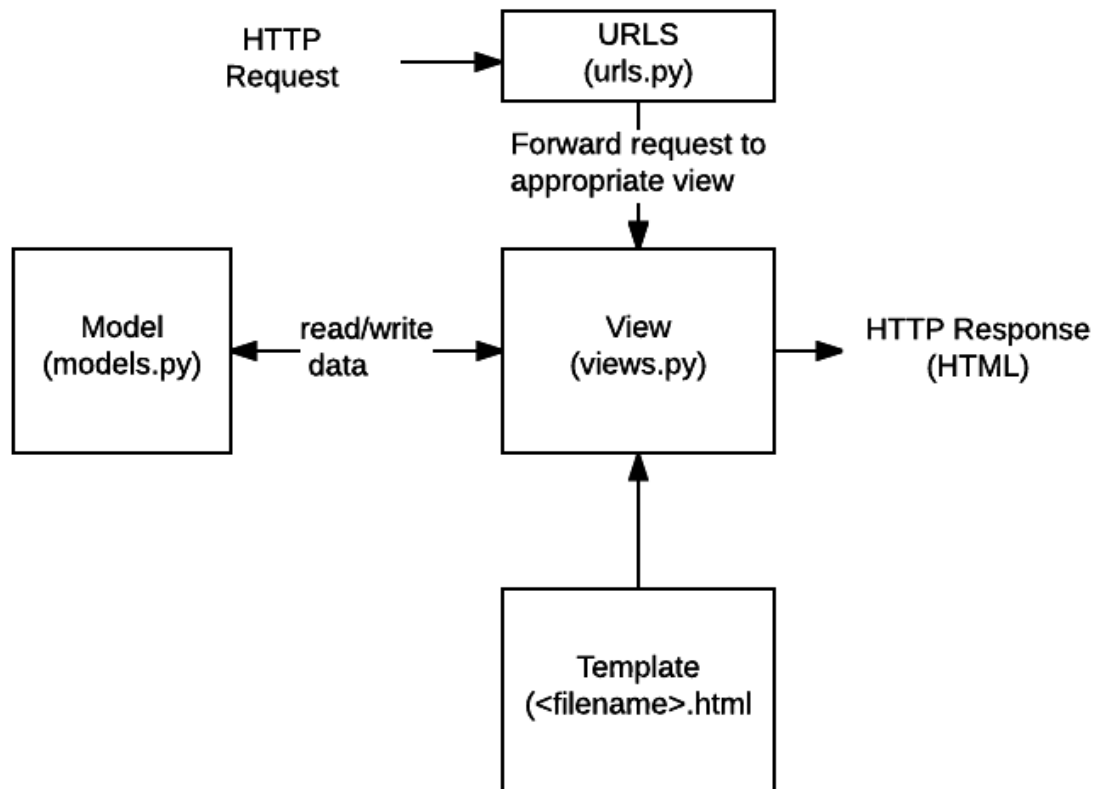 HTTP
Request
URLS
(urls.py)
Forward request to
appropriate view
Model
(models.py)
read/write
data
View
(views.py)
HTTP Response
(HTML)
Template
(<filename>.html